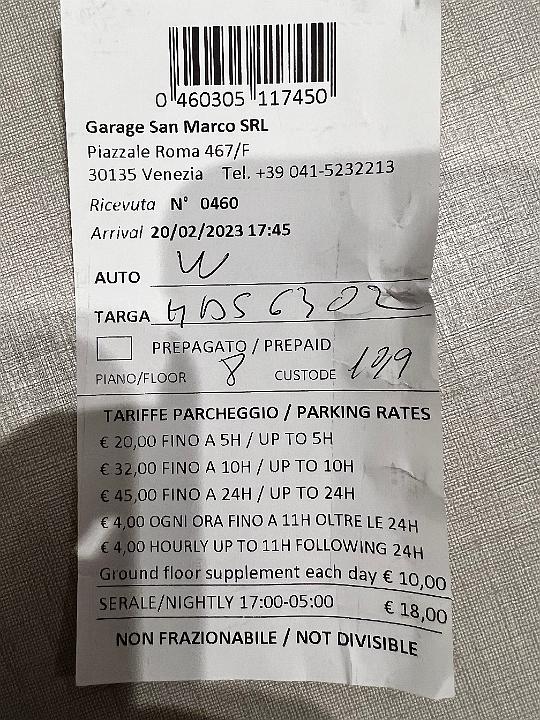 0 460305 117450
Garage San Marco SRL
Piazzale Roma 467/F
30135 Venezia Tel. +39 041-5232213
Ricevuta N° 0460
Arrival 20/02/2023 17:45
AUTO W
TARGA HDS 6302
PREPAGATO / PREPAID
PIANO/FLOOR 8 CUSTODE 199
TARIFFE PARCHEGGIO / PARKING RATES
€ 20,00 FINO A 5H / UP TO 5H
€ 32,00 FINO A 10H / UP TO 10H
€ 45,00 FINO A 24H / UP TO 24H
€ 4,00 OGNI ORA FINO A 11H OLTRE LE 24H
€ 4,00 HOURLY UP TO 11H FOLLOWING 24H
Ground floor supplement each day € 10,00
SERALE/NIGHTLY 17:00-05:00 € 18,00
NON FRAZIONABILE / NOT DIVISIBLE